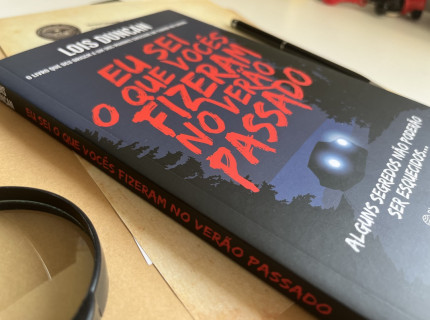 LOIS DUNCAN
EU SEI
O QUE VOCÊS
FIZERAM
NO VERÃO
PASSADO
ALGUNS SEGREDOS NÃO PODERÃO
SER ESQUECIDOS...
EU SEI O QUE VOCÊS FIZERAM NO VERÃO PASSADO